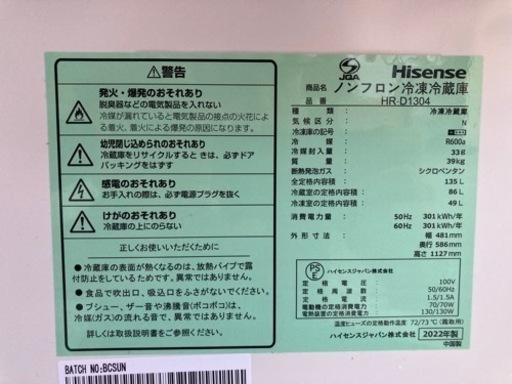 ⚠警告
発火・爆発のおそれあり
脱臭器などの電気製品を入れない
冷媒が漏れていると電気製品の接点の火花による着火、着火・爆発の原因になります。
幼児閉じ込められのおそれあり
冷蔵庫をリサイクルするときは、必ずドアパッキングをはずす
感電のおそれあり
お手入れの際は、必ず電源プラグを抜く
けがのおそれあり
冷蔵庫の上にのらない
正しくお使いいただくために
●冷蔵庫の表面が熱くなるのは、放熱パイプで露
付防止をしているためです。異常ではありません。
●食品で吹出口、吸込口をふさがないでください。
●プシュー、ザー音や沸騰音(ポコポコ)は、
冷媒(ガス)の流れる音で、異常ではありません。
●詳しくは、取扱説明書をご覧ください。
BATCH NO:BCSUN
JQA
Hisense
商品名 ノンフロン冷凍冷蔵庫
品番 HR-D1304
種類 冷凍冷蔵庫
気候区分 N
冷凍庫の記号
冷媒 R600a
冷媒封入量 33g
質量 39kg
断熱発泡ガス シクロペンタン
全定格内容積 135L
冷蔵室の定格内容積 86L
冷凍室の定格内容積 49L
消費電力量 50Hz 301kWh/年
60Hz 301kWh/年
外形寸法 幅 481mm
奥行 586mm
高さ 1127mm
PSE
ハイセンスジャパン株式会社
定格電圧 100V
定格周波数 50/60Hz
定格電流 1.5/1.5A
電動機の定格消費電力 70/70W
電熱装置の定格消費電力 130/130W
温度ヒューズの定格動作温度 72/73℃(霜取用)
ハイセンスジャパン株式会社
2022年製
中国製